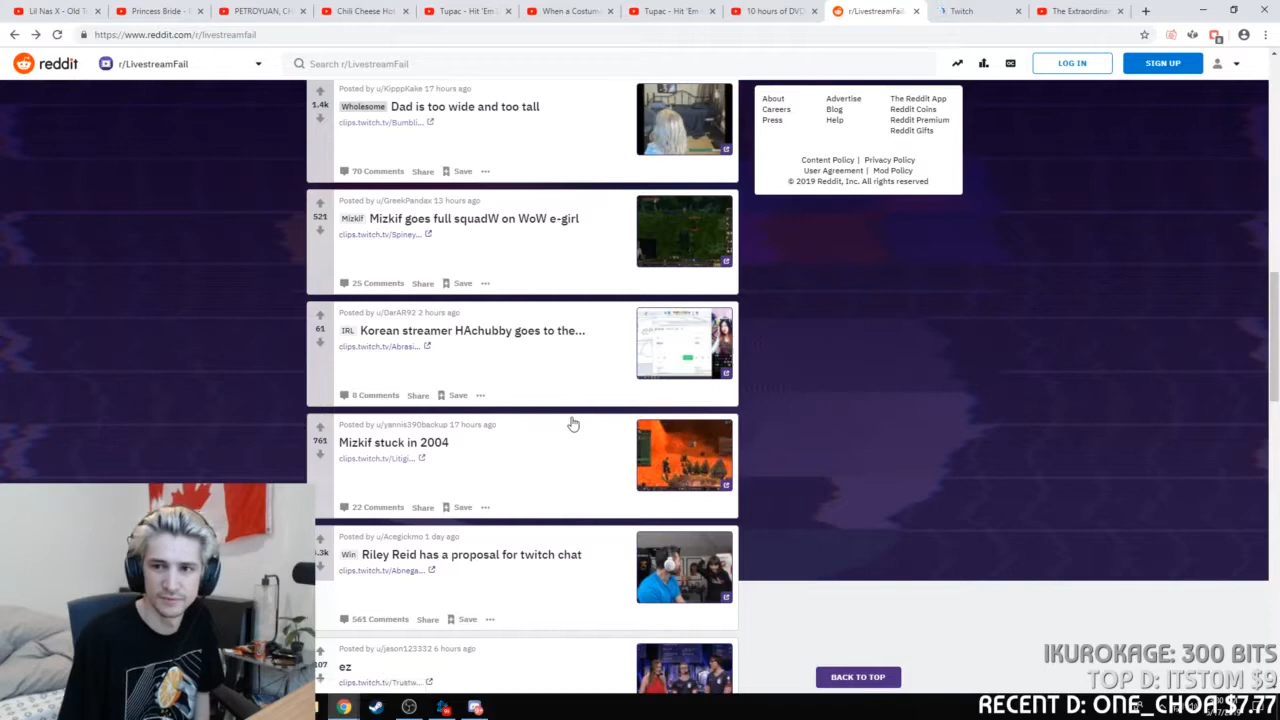 Lil Nas X - Old To
Princess Bride - 
PETROYUAN, CH
Chili Cheese Ho
Tupac - Hit 'Em U
When a Costum
Tupac - Hit 'Em
10 hours of DVD
r/LivestreamFail
Twitch
The Extraordinar
https://www.reddit.com/r/livestreamfail
reddit
r/LivestreamFail
Search r/LivestreamFail
LOG IN
SIGN UP
Posted by u/KipppKake 17 hours ago
1.4k
Wholesome Dad is too wide and too tall
clips.twitch.tv/Bumbli...
70 Comments Share Save ...
About Advertise The Reddit App
Careers Blog Reddit Coins
Press Help Reddit Premium
Reddit Gifts
Content Policy | Privacy Policy
User Agreement | Mod Policy
© 2019 Reddit, Inc. All rights reserved
Posted by u/GreekPandax 13 hours ago
521
Mizkif Mizkif goes full squadW on WoW e-girl
clips.twitch.tv/Spiney...
25 Comments Share Save ...
Posted by u/DarAR92 2 hours ago
61
IRL Korean streamer HAchubby goes to the...
clips.twitch.tv/Abrasi...
8 Comments Share Save ...
Posted by u/yannis390backup 17 hours ago
761
Mizkif stuck in 2004
clips.twitch.tv/Litigi...
22 Comments Share Save ...
Posted by u/Acegickmo 1 day ago
.3k
Win Riley Reid has a proposal for twitch chat
clips.twitch.tv/Abnega...
561 Comments Share Save ...
Posted by u/jason123332 6 hours ago
107
ez
clips.twitch.tv/Trustw...
BACK TO TOP
300 BITS
TOP D: ITSTOM $9
RECENT D: ONE_CHOA $7.77